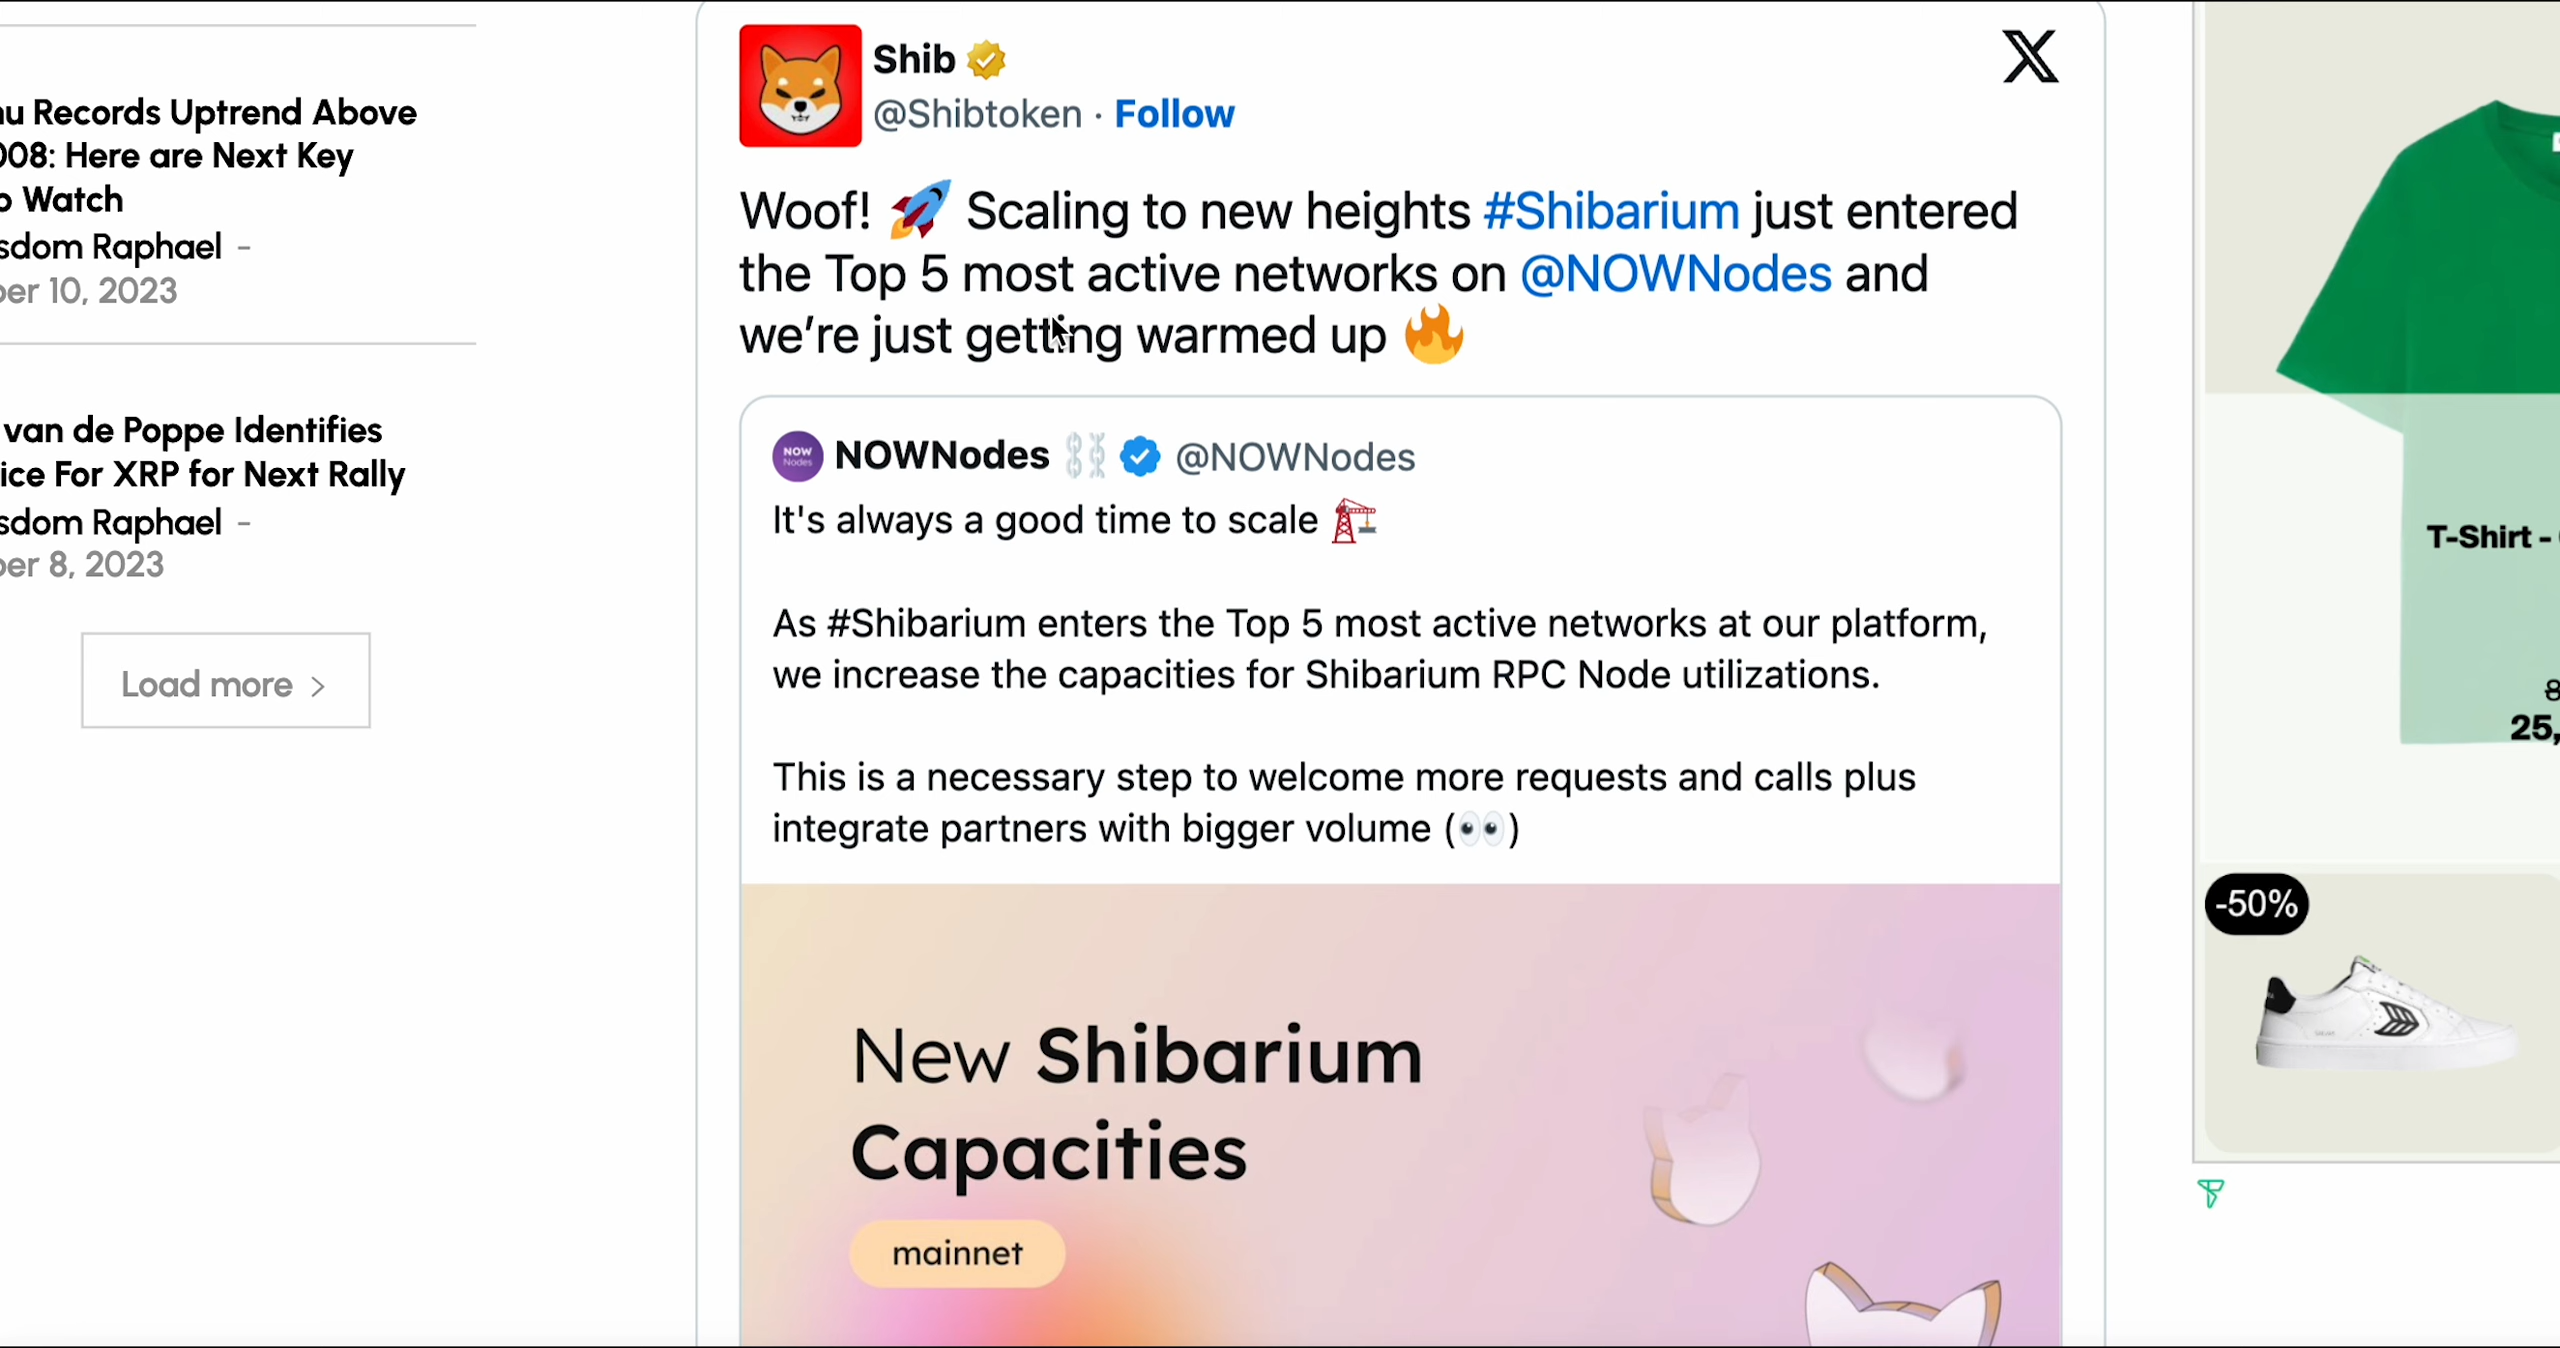 nu Records Uptrend Above
008: Here are Next Key
o Watch
sdom Raphael -
ber 10, 2023
van de Poppe Identifies
ice For XRP for Next Rally
sdom Raphael -
ber 8, 2023
Load more >
Shib
@Shibtoken · Follow
Woof! 🚀 Scaling to new heights #Shibarium just entered
the Top 5 most active networks on @NOWNodes and
we’re just getting warmed up 🔥
NOW
Nodes
NOWNodes ⛓️⛓️ @NOWNodes
It's always a good time to scale 🏗️
As #Shibarium enters the Top 5 most active networks at our platform,
we increase the capacities for Shibarium RPC Node utilizations.
This is a necessary step to welcome more requests and calls plus
integrate partners with bigger volume (👀)
New Shibarium
Capacities
mainnet
T-Shirt -
8
25,
-50%